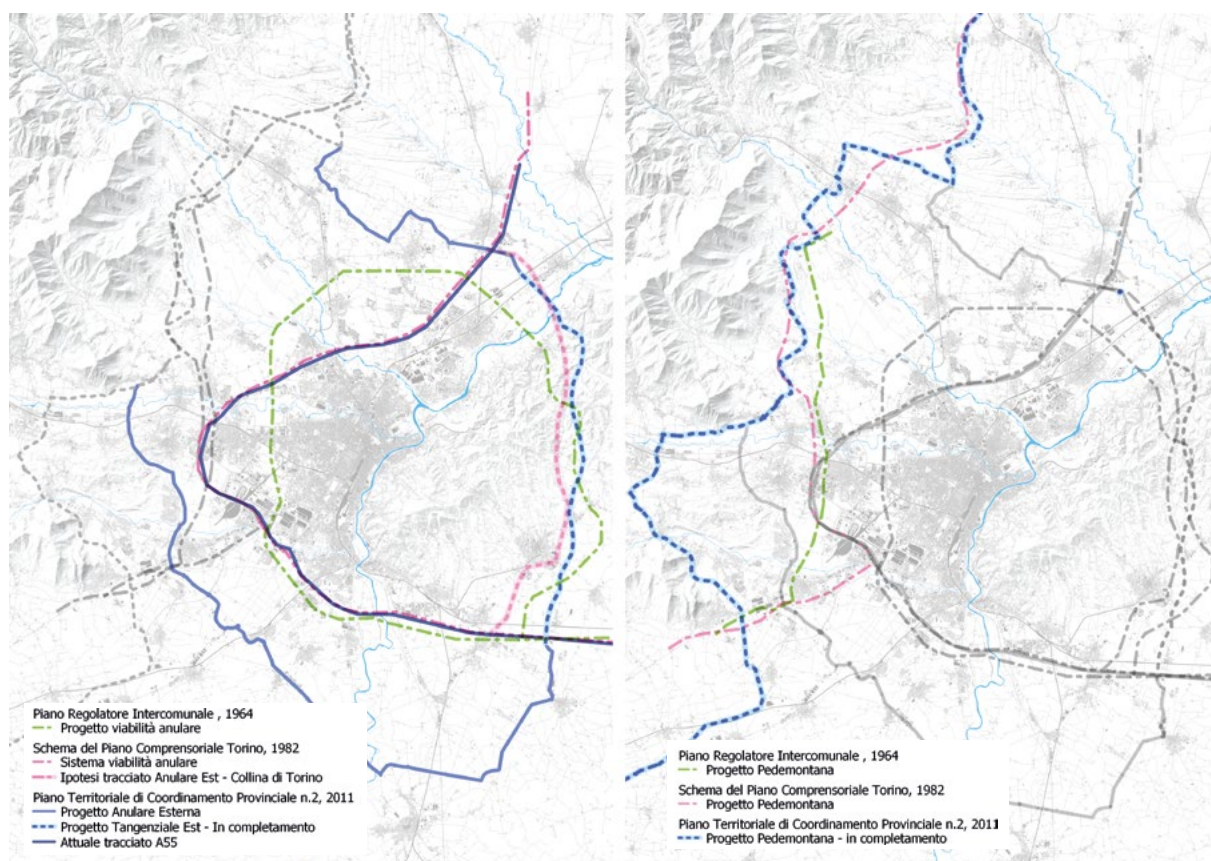 Piano Regolatore Intercomunale , 1964
Progetto viabilità anulare
Schema del Piano Comprensoriale Torino, 1982
Sistema viabilità anulare
Ipotesi tracciato Anulare Est - Collina di Torino
Piano Territoriale di Coordinamento Provinciale n.2, 2011
Progetto Anulare Esterna
Progetto Tangenziale Est - In completamento
Attuale tracciato A55
Piano Regolatore Intercomunale , 1964
Progetto Pedemontana
Schema del Piano Comprensoriale Torino, 1982
Progetto Pedemontana
Piano Territoriale di Coordinamento Provinciale n.2, 2011
Progetto Pedemontana - in completamento